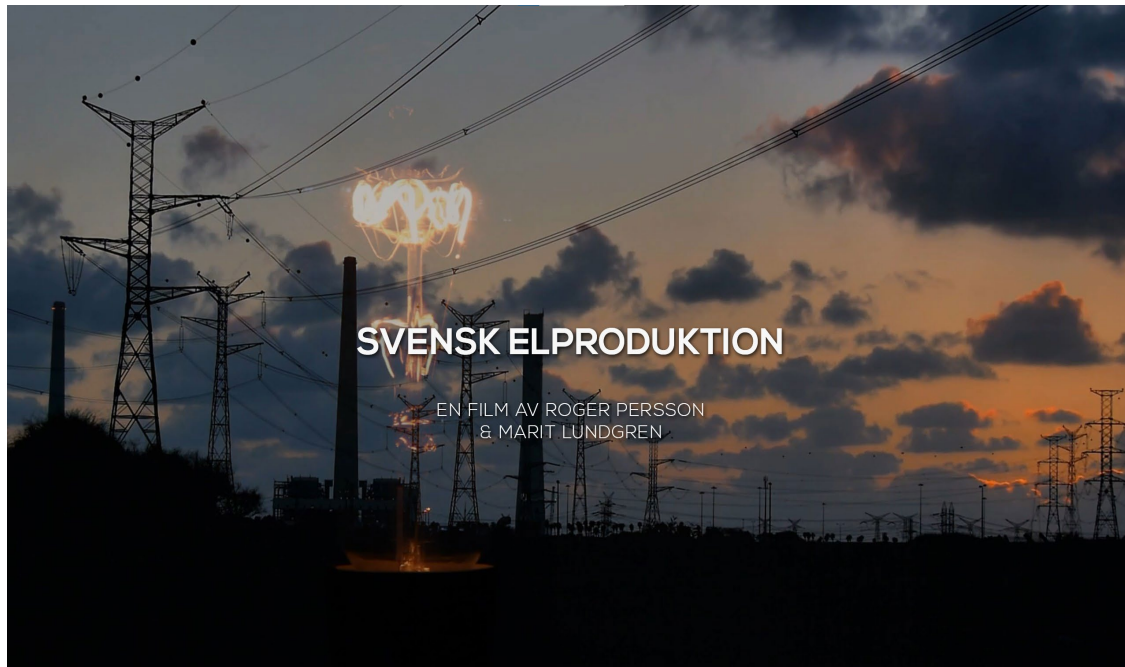 SVENSK ELPRODUKTION
EN FILM AV ROGER PERSSON
& MARIT LUNDGREN